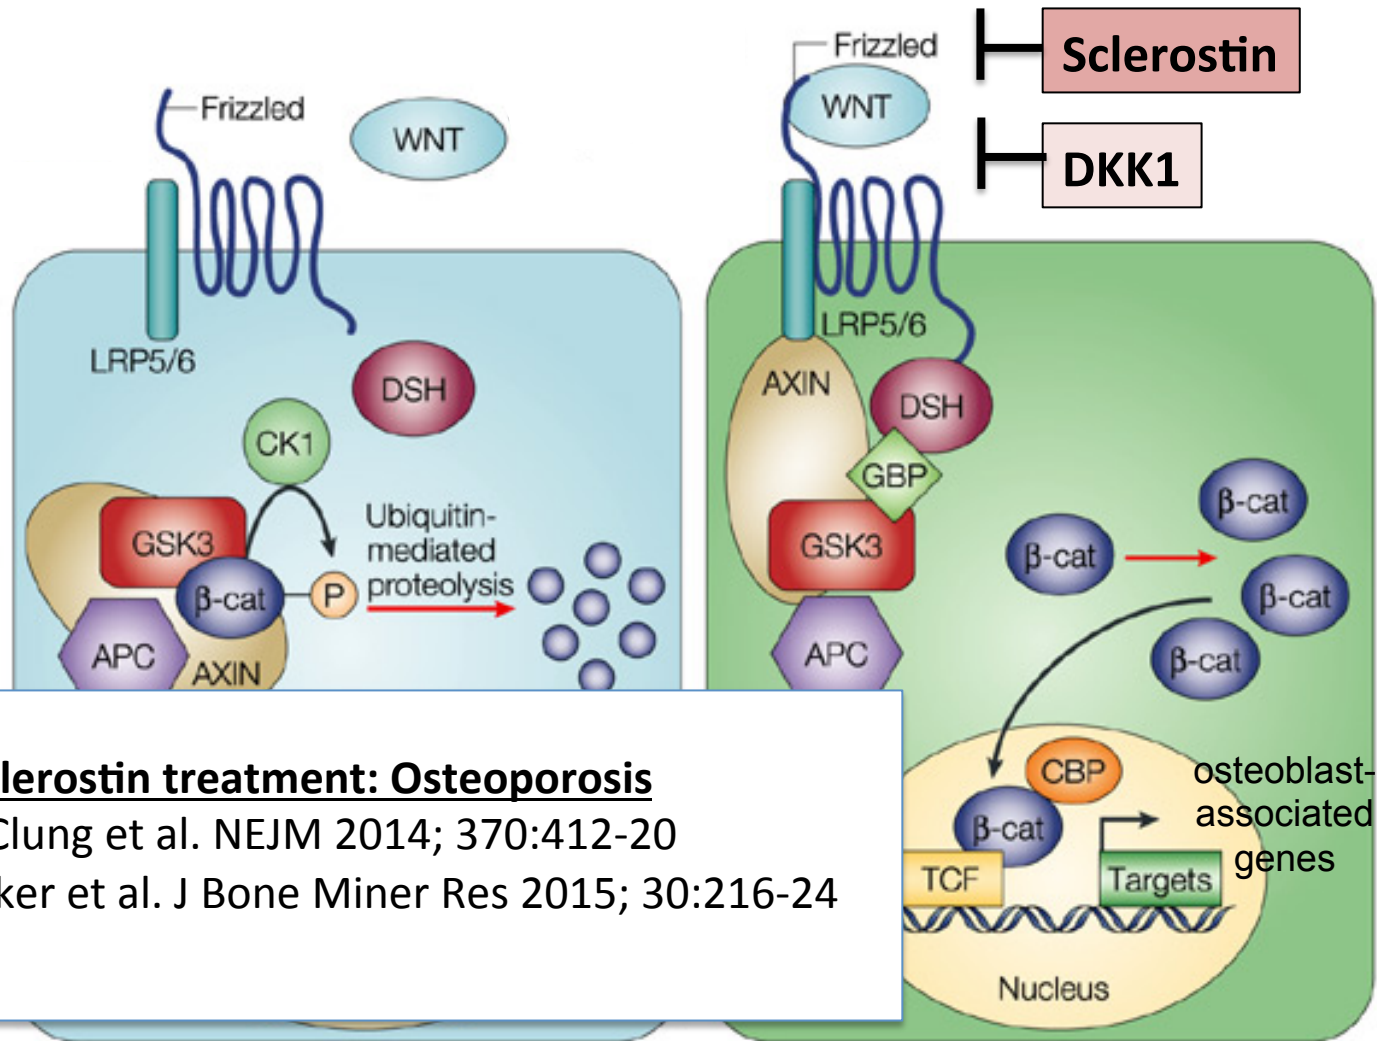 Frizzled
WNT
LRP5/6
DSH
CK1
GSK3
Ubiquitin-
mediated
proteolysis
β-cat
P
APC
AXIN
Frizzled
WNT
Sclerostin
DKK1
LRP5/6
AXIN
DSH
GBP
GSK3
APC
β-cat
β-cat
β-cat
β-cat
CBP
β-cat
TCF
Targets
osteoblast-
associated
genes
Nucleus
lerostin treatment: Osteoporosis
Clung et al. NEJM 2014; 370:412-20
ker et al. J Bone Miner Res 2015; 30:216-24